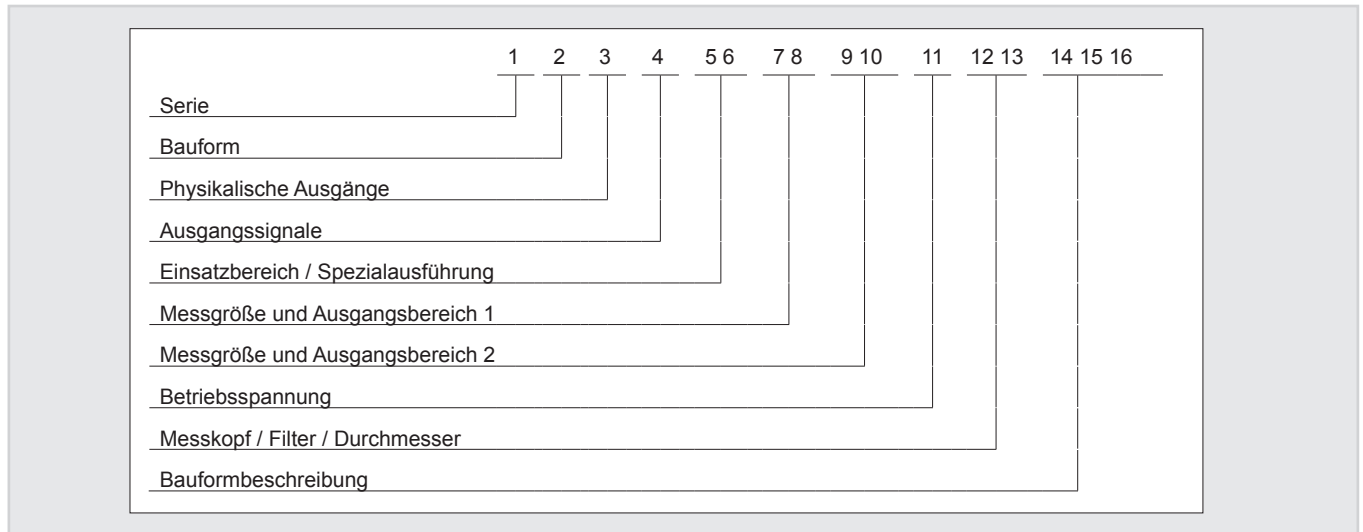 1 2 3 4 5 6 7 8 9 10 11 12 13 14 15 16
Serie
Bauform
Physikalische Ausgänge
Ausgangssignale
Einsatzbereich / Spezialausführung
Messgröße und Ausgangsbereich 1
Messgröße und Ausgangsbereich 2
Betriebsspannung
Messkopf / Filter / Durchmesser
Bauformbeschreibung